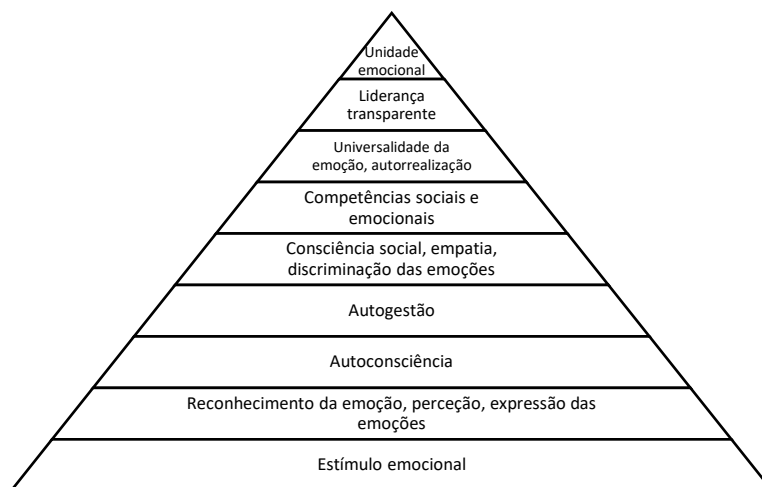 Unidade
emocional
Liderança
transparente
Universalidade da
emoção, autorrealização
Competências sociais e
emocionais
Consciência social, empatia,
discriminação das emoções
Autogestão
Autoconsciência
Reconhecimento da emoção, perceção, expressão das
emoções
Estímulo emocional